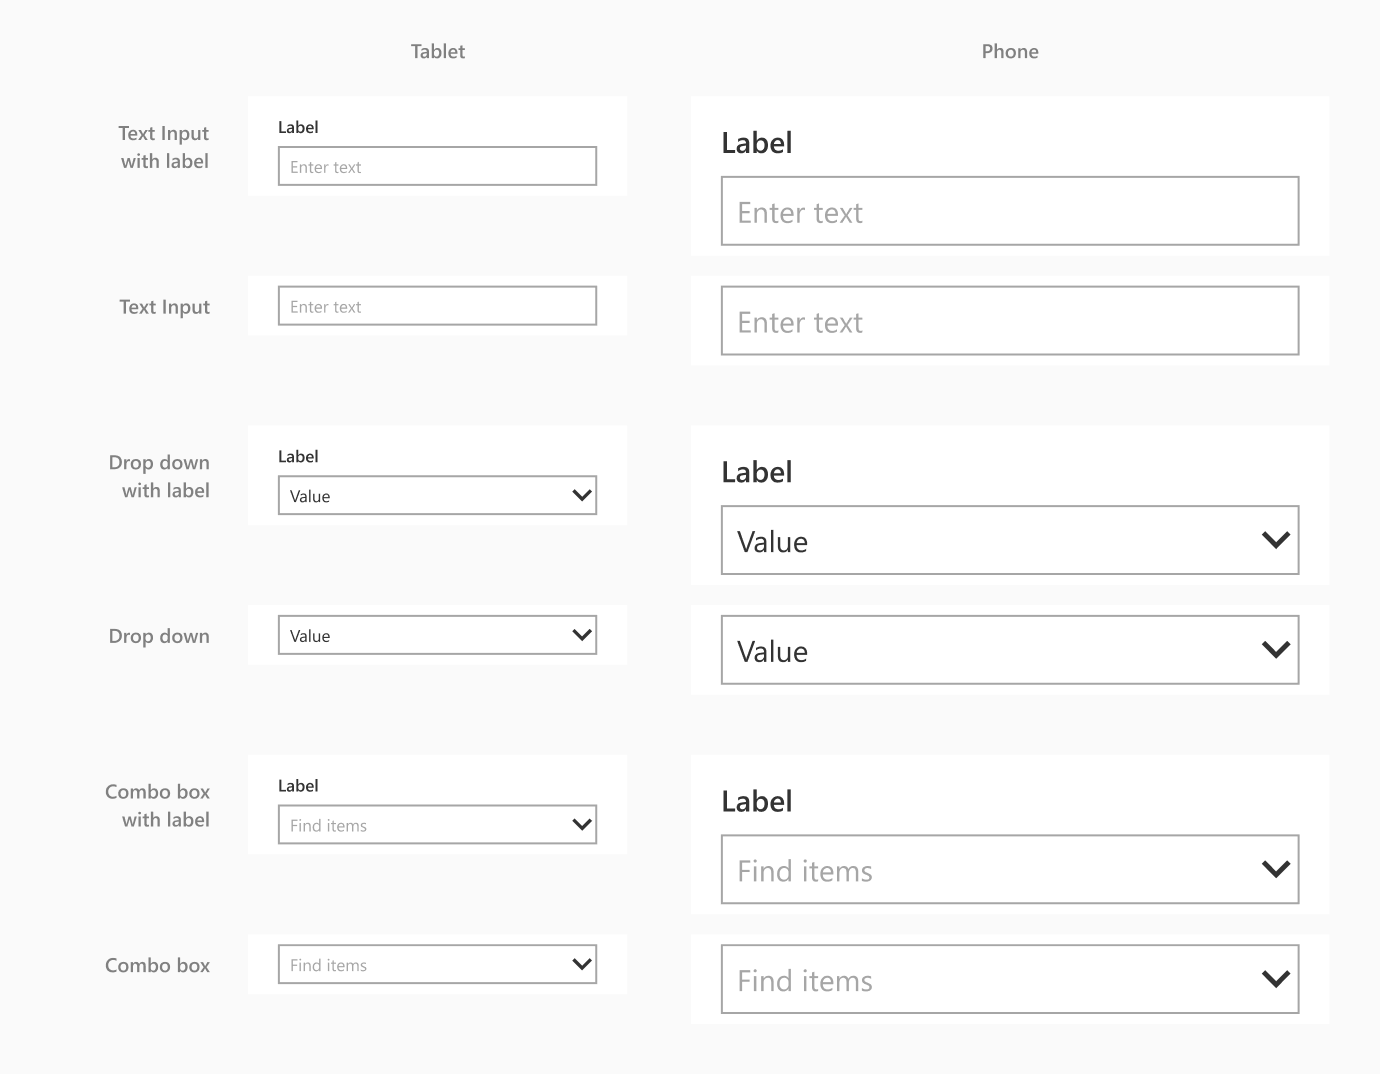 Tablet
Phone
Text Input
with label
Label
Enter text
Label
Enter text
Text Input
Enter text
Enter text
Drop down
with label
Label
Value
Label
Value
Drop down
Value
Value
Combo box
with label
Label
Find items
Label
Find items
Combo box
Find items
Find items